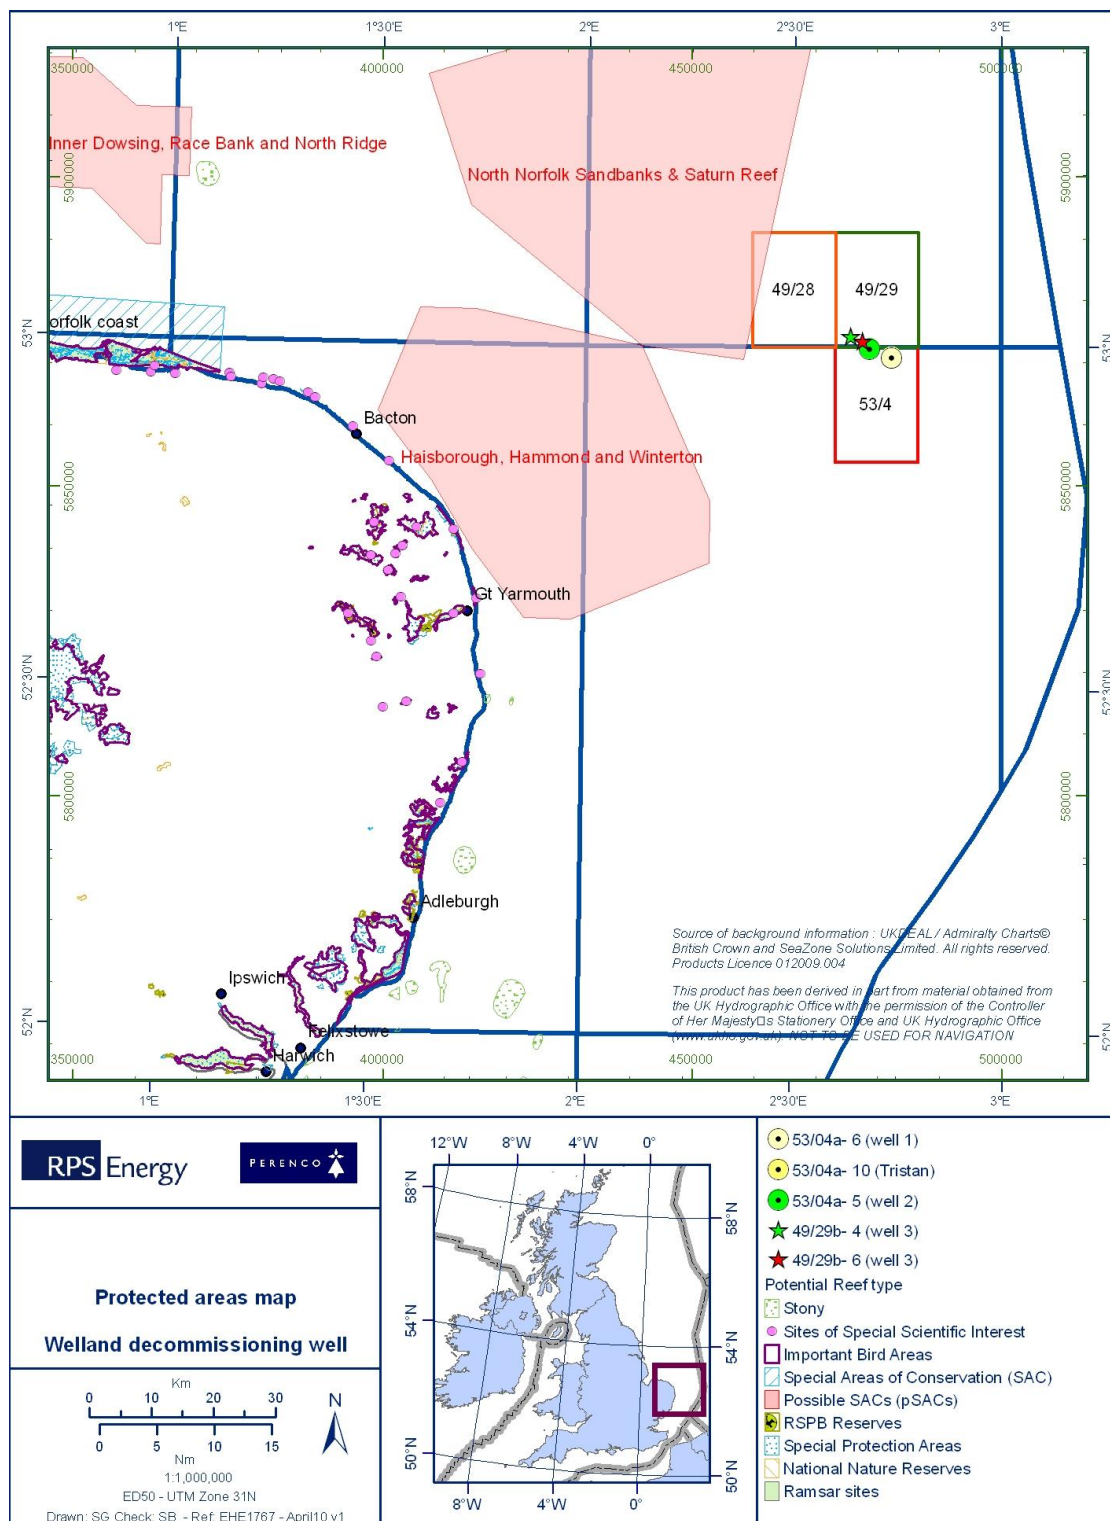 1°E 1°30'E 2°E 2°30'E 3°E
350000 400000 450000 500000
Inner Dowsing, Race Bank and North Ridge
North Norfolk Sandbanks & Saturn Reef
5900000 5900000
49/28 49/29
orfolk coast
53°N 53°N
53/4
Bacton
Haisborough, Hammond and Winterton
5850000 5850000
Gt Yarmouth
52°30'N 52°30'N
5800000 5800000
Adleburgh
Source of background information : UKDEAL / Admiralty Charts©
British Crown and SeaZone Solutions Limited. All rights reserved.
Products Licence 012009.004
This product has been derived in part from material obtained from
the UK Hydrographic Office with the permission of the Controller
of Her Majesty□s Stationery Office and UK Hydrographic Office
(www.ukho.gov.uk). NOT TO BE USED FOR NAVIGATION
Ipswich
Felixstowe
Harwich
52°N 52°N
350000 400000 450000 500000
1°E 1°30'E 2°E 2°30'E 3°E
RPS Energy
PERENCO
Protected areas map
Welland decommissioning well
Km
0 10 20 30
0 5 10 15
Nm
N
1:1,000,000
ED50 - UTM Zone 31N
Drawn: SG Check: SB - Ref: EHE1767 - April10 v1
12°W 8°W 4°W 0°
58°N 58°N
54°N 54°N
50°N 50°N
8°W 4°W 0°
53/04a- 6 (well 1)
53/04a- 10 (Tristan)
53/04a- 5 (well 2)
49/29b- 4 (well 3)
49/29b- 6 (well 3)
Potential Reef type
Stony
Sites of Special Scientific Interest
Important Bird Areas
Special Areas of Conservation (SAC)
Possible SACs (pSACs)
RSPB Reserves
Special Protection Areas
National Nature Reserves
Ramsar sites